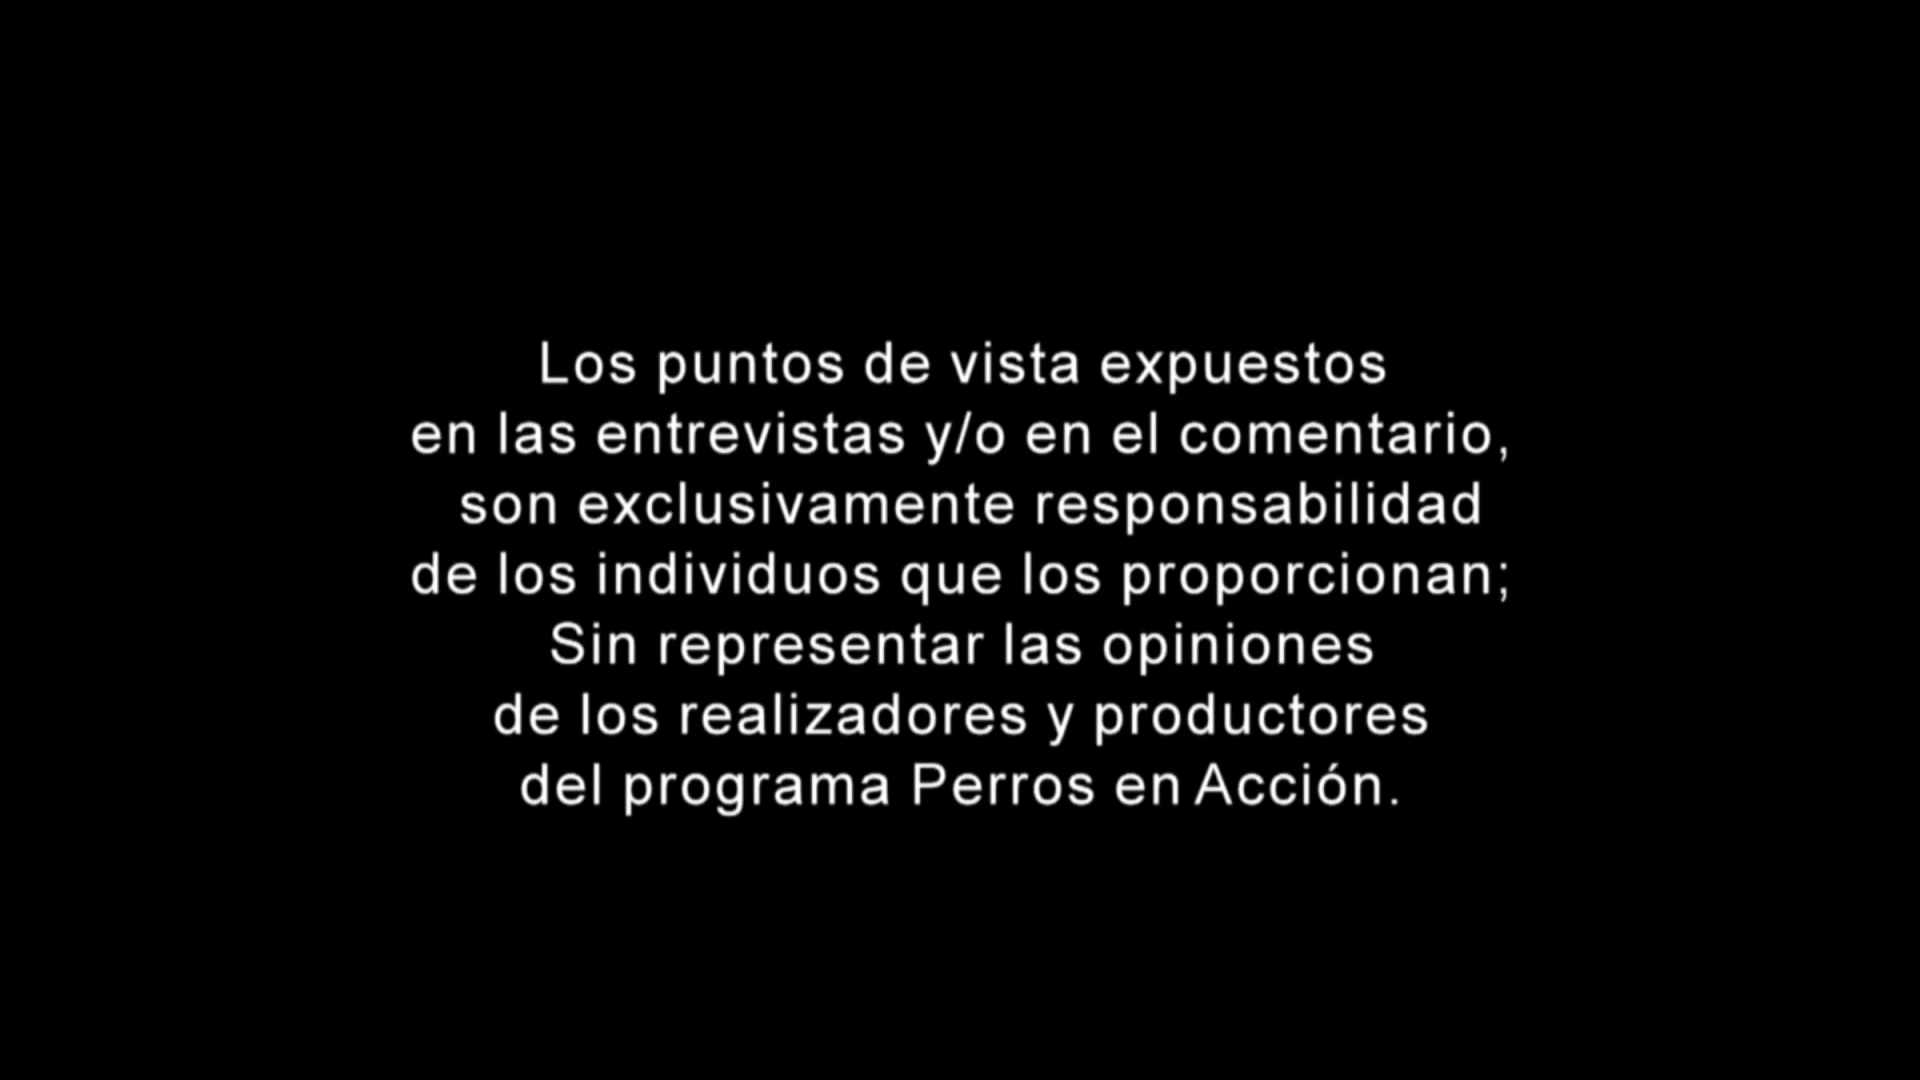 Los puntos de vista expuestos
en las entrevistas y/o en el comentario,
son exclusivamente responsabilidad
de los individuos que los proporcionan;
Sin representar las opiniones
de los realizadores y productores
del programa Perros en Acción.